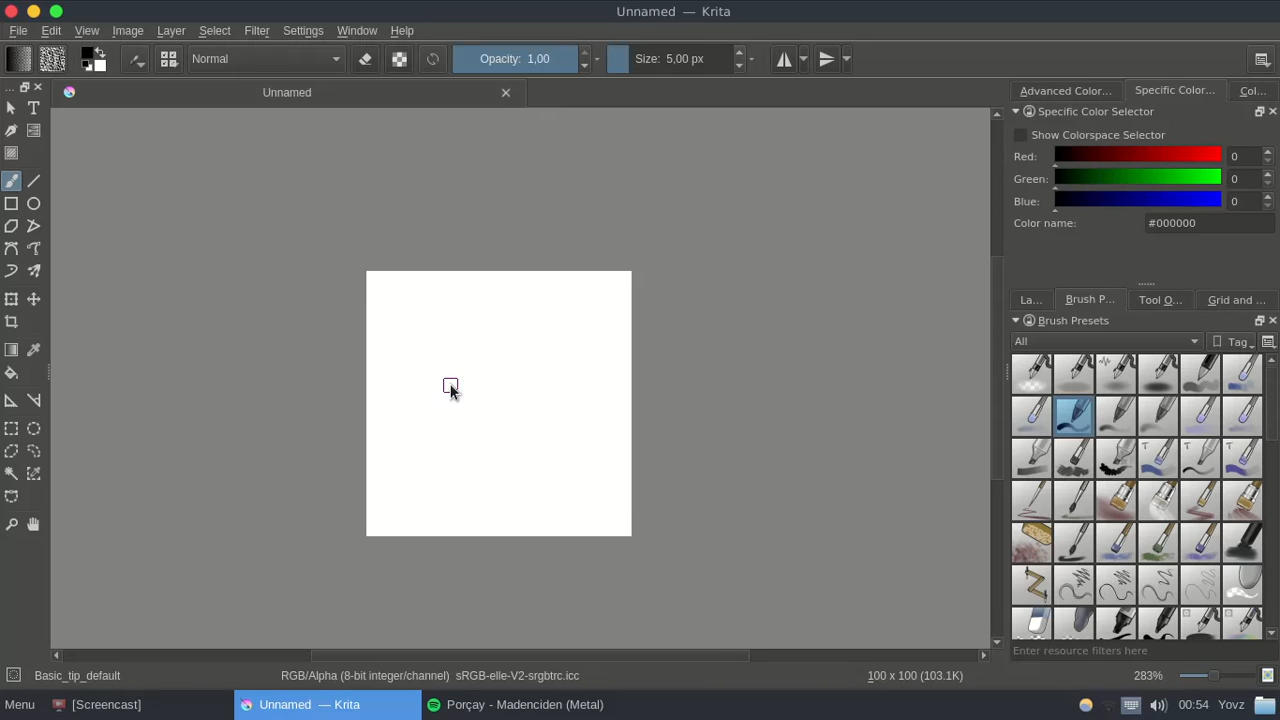 Unnamed — Krita
File Edit View Image Layer Select Filter Settings Window Help
Normal Opacity: 1,00 Size: 5,00 px
... Unnamed Advanced Color... Specific Color... Col...
Specific Color Selector
Show Colorspace Selector
Red: 0
Green: 0
Blue: 0
Color name: #000000
La... Brush P... Tool O... Grid and ...
Brush Presets
All Tag
Enter resource filters here
Basic_tip_default RGB/Alpha (8-bit integer/channel) sRGB-elle-V2-srgbtrc.icc 100 x 100 (103.1K) 283%
Menu [Screencast] Unnamed — Krita Porçay - Madenciden (Metal) 00:54 Yovz